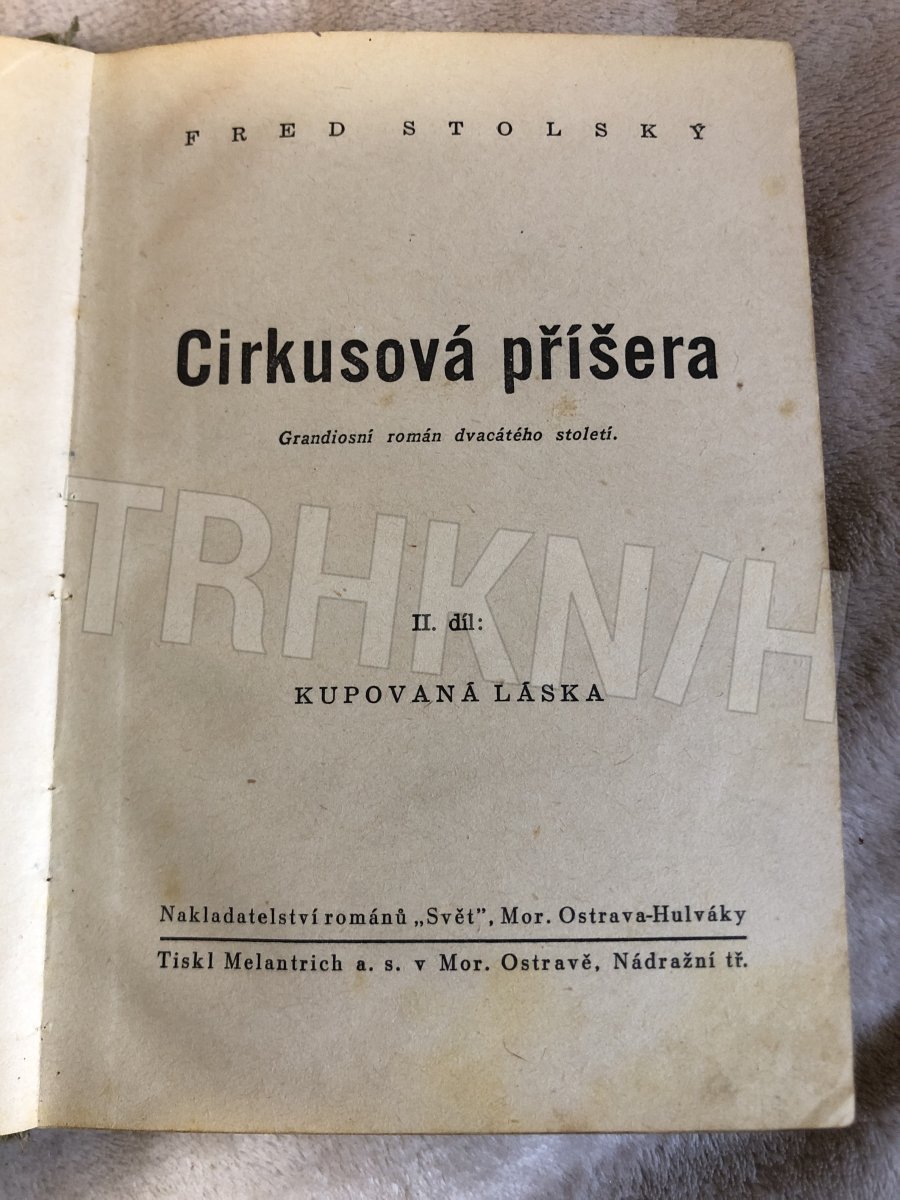 FRED STOLSKÝ
Cirkusová příšera
Grandiosní román dvacátého století.
TRHKNIH
II. díl:
KUPOVANÁ LÁSKA
Nakladatelství románů „Svět”, Mor. Ostrava-Hulváky
Tiskl Melantrich a. s. v Mor. Ostravě, Nádražní tř.